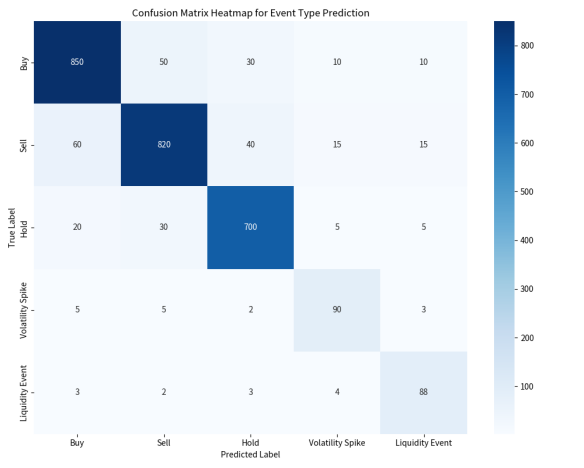 Confusion Matrix Heatmap for Event Type Prediction
Buy 850 50 30 10 10
Sell 60 820 40 15 15
Hold 20 30 700 5 5
Volatility Spike 5 5 2 90 3
Liquidity Event 3 2 3 4 88
True Label
Buy Sell Hold Volatility Spike Liquidity Event
Predicted Label
800
700
600
500
400
300
200
100